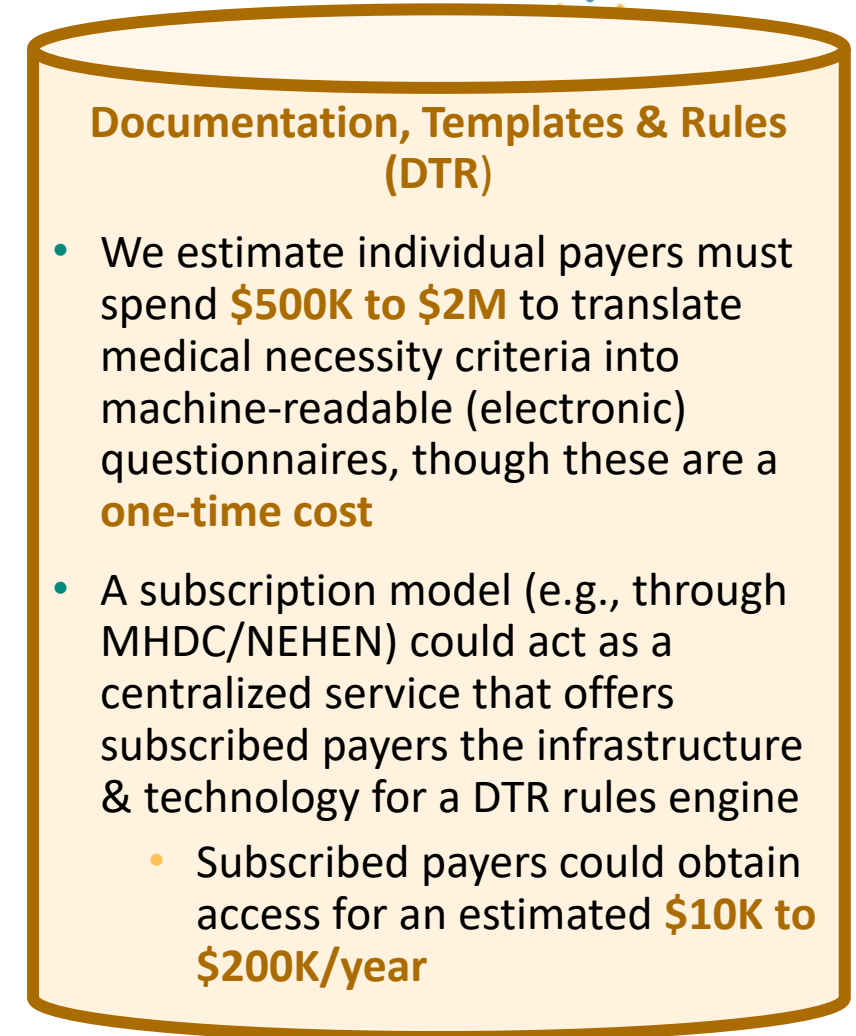 Documentation, Templates & Rules
(DTR)
• We estimate individual payers must
spend $500K to $2M to translate
medical necessity criteria into
machine-readable (electronic)
questionnaires, though these are a
one-time cost
• A subscription model (e.g., through
MHDC/NEHEN) could act as a
centralized service that offers
subscribed payers the infrastructure
& technology for a DTR rules engine
• Subscribed payers could obtain
access for an estimated $10K to
$200K/year